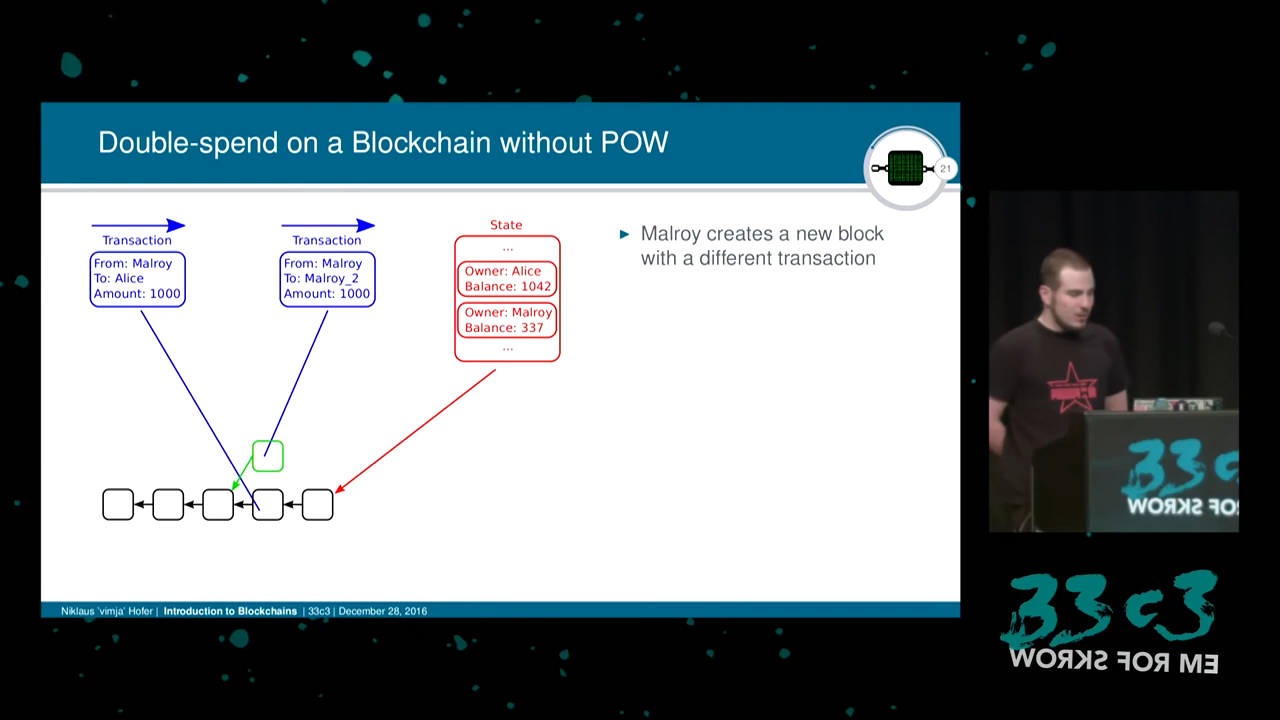 Double-spend on a Blockchain without POW
21
Transaction
From: Malroy
To: Alice
Amount: 1000
Transaction
From: Malroy
To: Malroy_2
Amount: 1000
State
...
Owner: Alice
Balance: 1042
Owner: Malroy
Balance: 337
...
Malroy creates a new block
with a different transaction
Niklaus 'vimja' Hofer | Introduction to Blockchains | 33c3 | December 28, 2016
33c
WORKS FOR
33c3
WORKS FOR ME